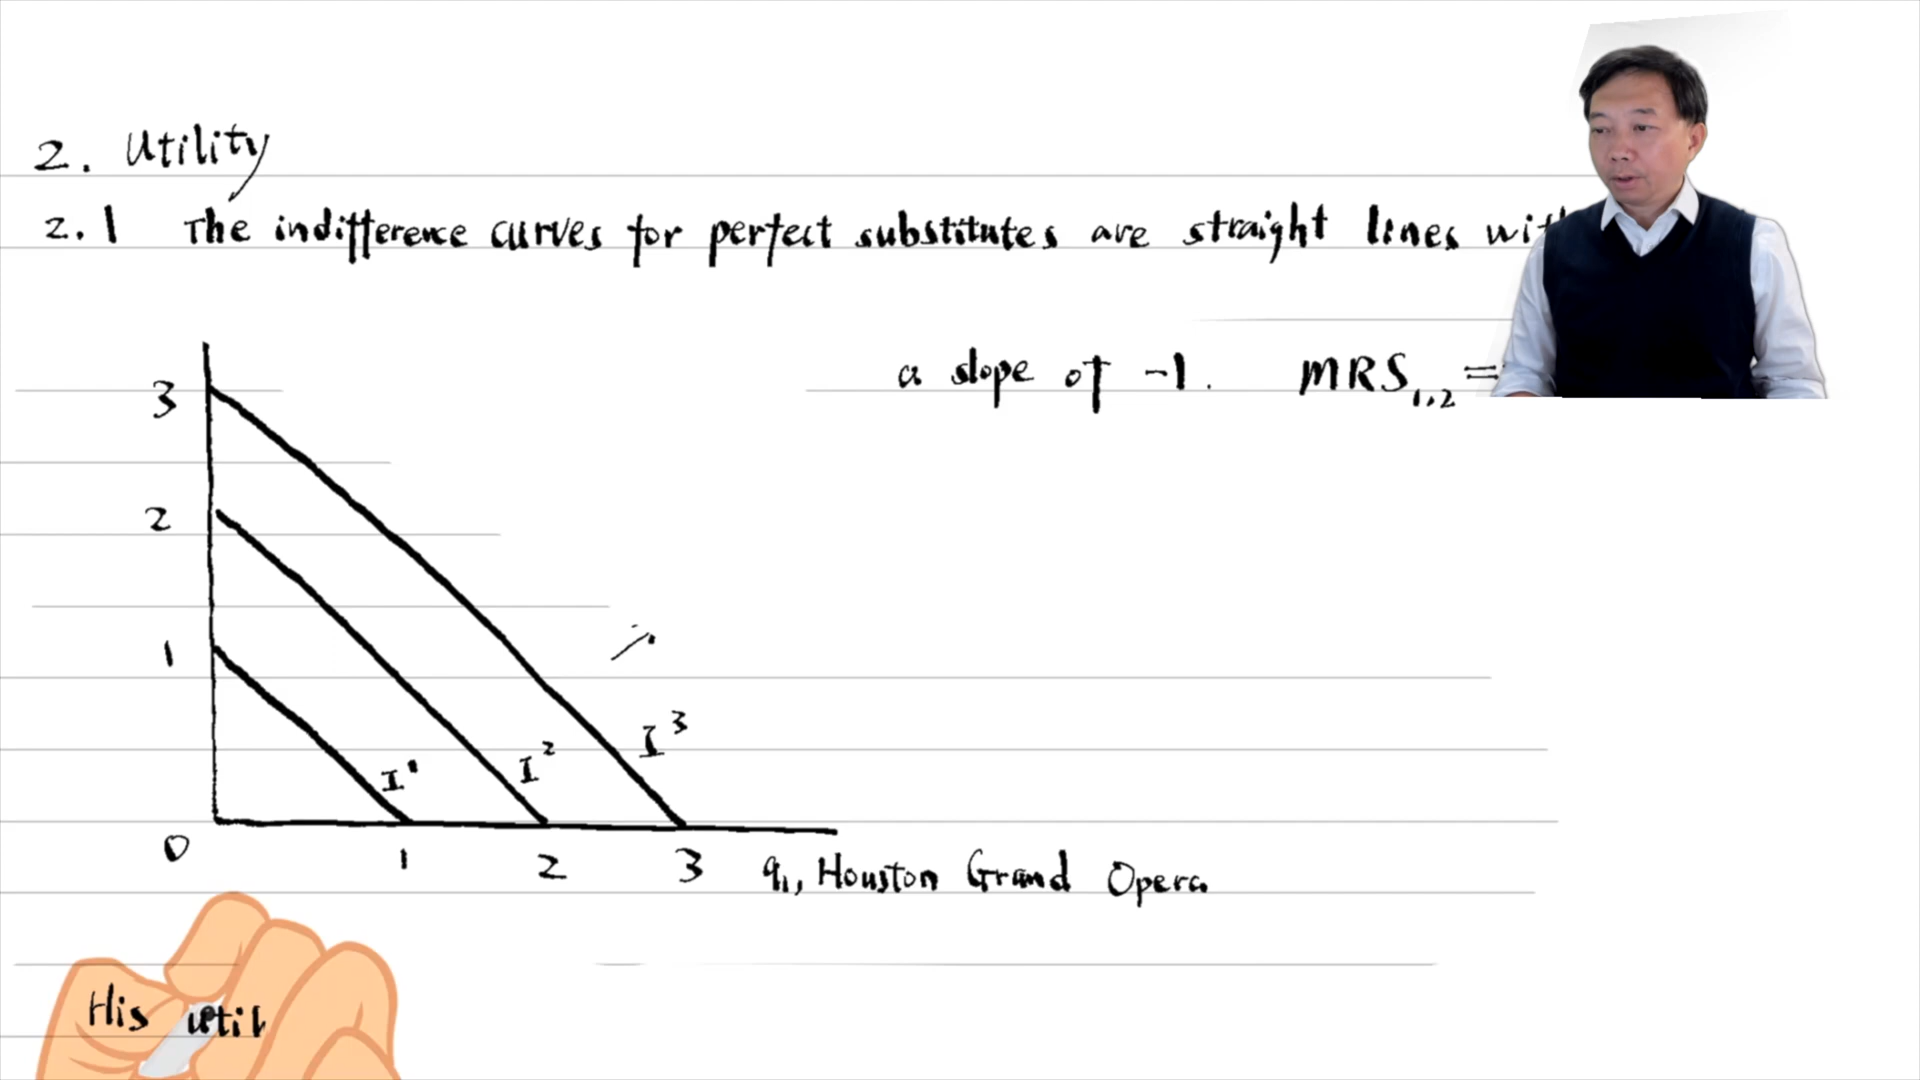 2. Utility
2.1 The indifference curves for perfect substitutes are straight lines wit
a slope of -1. MRS1,2 =
3
2
1
I1
I2
I3
0 1 2 3 q1, Houston Grand Opera
His util